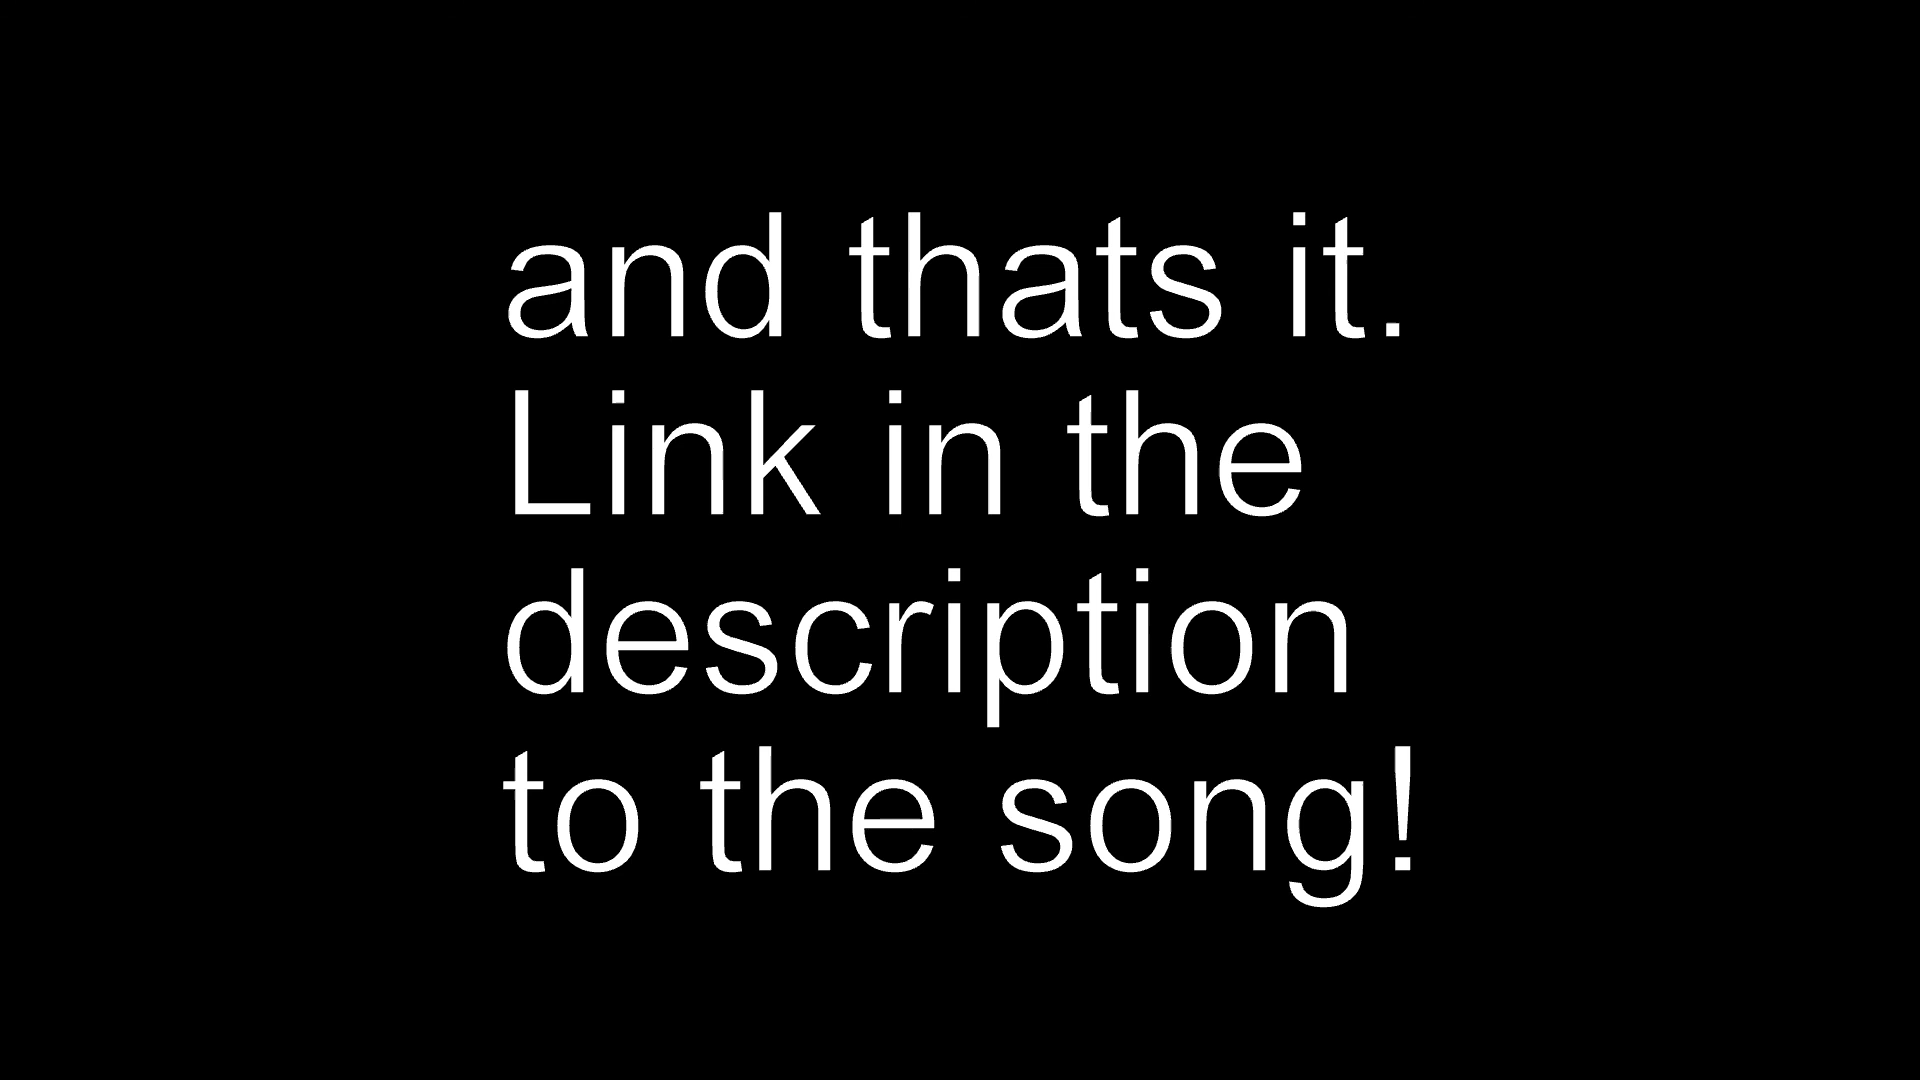 and thats it.
Link in the
description
to the song!